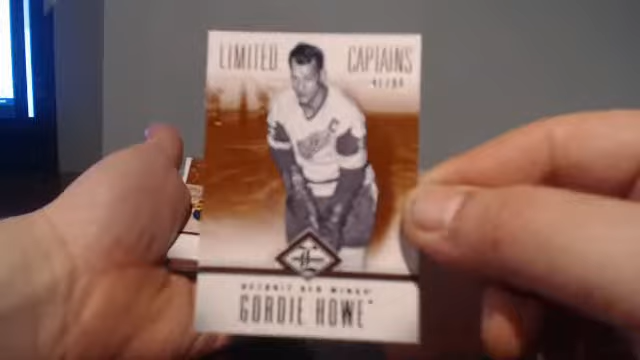 LIMITED CAPTAINS
C
DETROIT RED WINGS
GORDIE HOWE